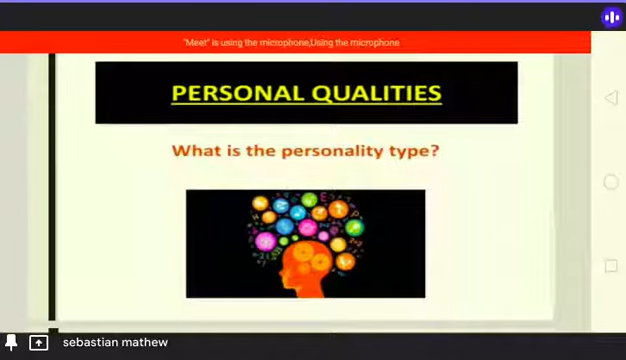 "Meet" is using the microphone,Using the microphone
PERSONAL QUALITIES
What is the personality type?
sebastian mathew